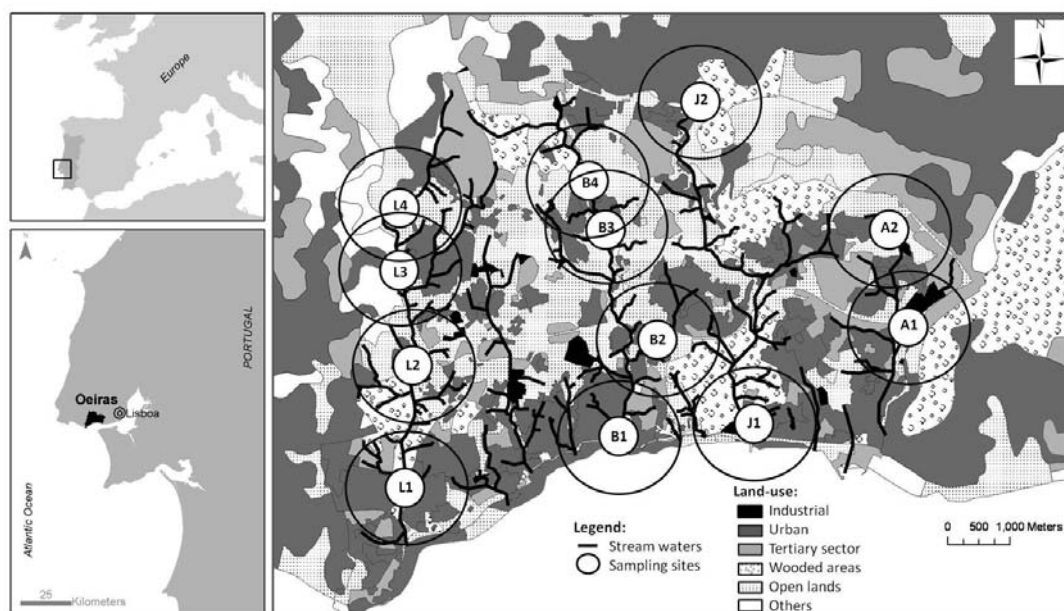 Europe
N
Oeiras
Lisboa
PORTUGAL
Atlantic Ocean
25
Kilometers
N
J2
B4
L4
B3
A2
L3
A1
B2
L2
J1
B1
L1
Legend:
Stream waters
Sampling sites
Land-use:
Industrial
Urban
Tertiary sector
Wooded areas
Open lands
Others
0 500 1,000 Meters